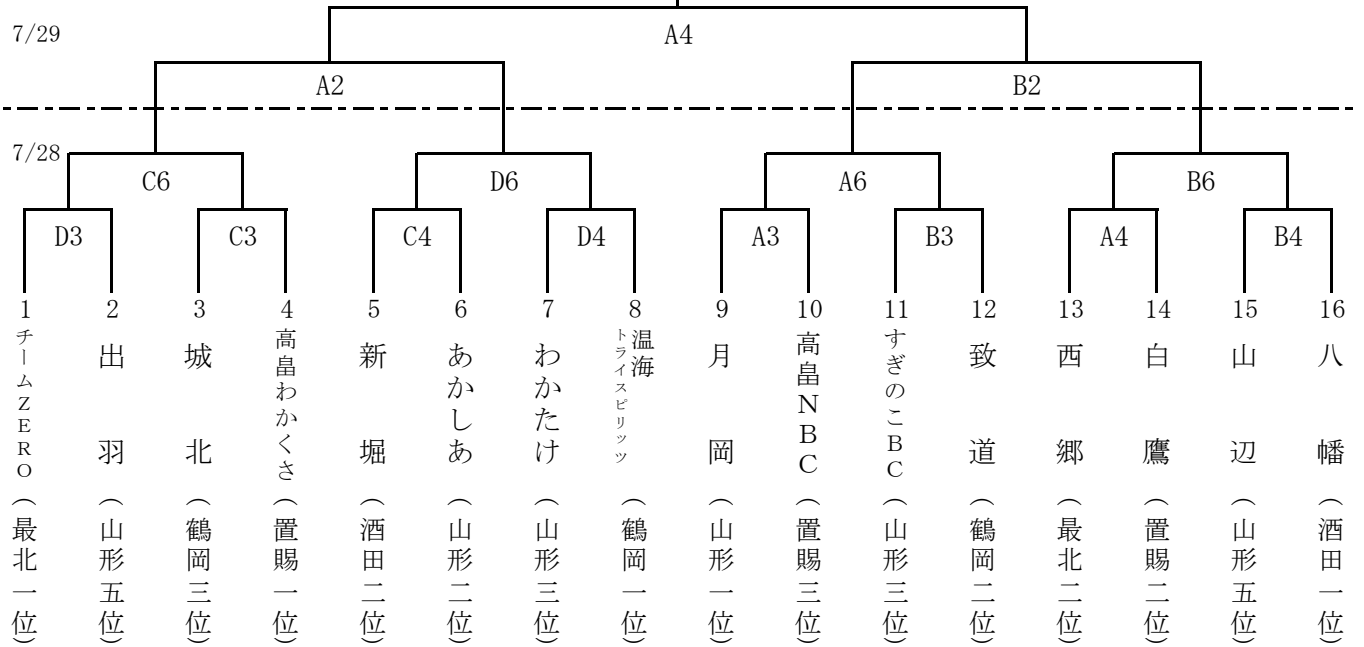 7/29
A4
A2
B2
7/28
C6
D6
A6
B6
D3
C3
C4
D4
A3
B3
A4
B4
1
2
3
4
5
6
7
8
9
10
11
12
13
14
15
16
チームZERO（最北一位）
出羽（山形五位）
城北（鶴岡三位）
高畠わかくさ（置賜一位）
新堀（酒田二位）
あかしあ（山形二位）
わかたけ（山形三位）
温海
トライスピリッツ
（鶴岡一位）
月岡（山形一位）
高畠NBC（置賜三位）
すぎのこBC（山形三位）
致道（鶴岡二位）
西郷（最北二位）
白鷹（置賜二位）
山辺（山形五位）
八幡（酒田一位）